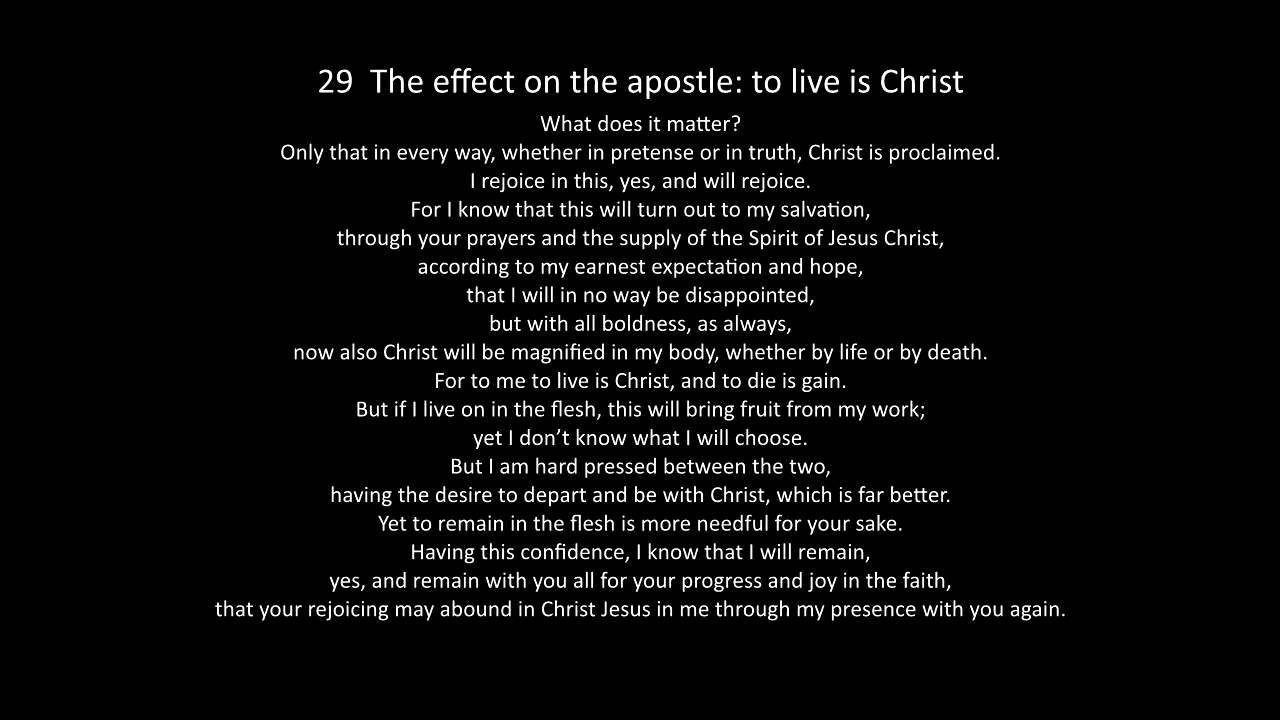 29  The effect on the apostle: to live is Christ
What does it matter?
Only that in every way, whether in pretense or in truth, Christ is proclaimed.
I rejoice in this, yes, and will rejoice.
For I know that this will turn out to my salvation,
through your prayers and the supply of the Spirit of Jesus Christ,
according to my earnest expectation and hope,
that I will in no way be disappointed,
but with all boldness, as always,
now also Christ will be magnified in my body, whether by life or by death.
For to me to live is Christ, and to die is gain.
But if I live on in the flesh, this will bring fruit from my work;
yet I don’t know what I will choose.
But I am hard pressed between the two,
having the desire to depart and be with Christ, which is far better.
Yet to remain in the flesh is more needful for your sake.
Having this confidence, I know that I will remain,
yes, and remain with you all for your progress and joy in the faith,
that your rejoicing may abound in Christ Jesus in me through my presence with you again.